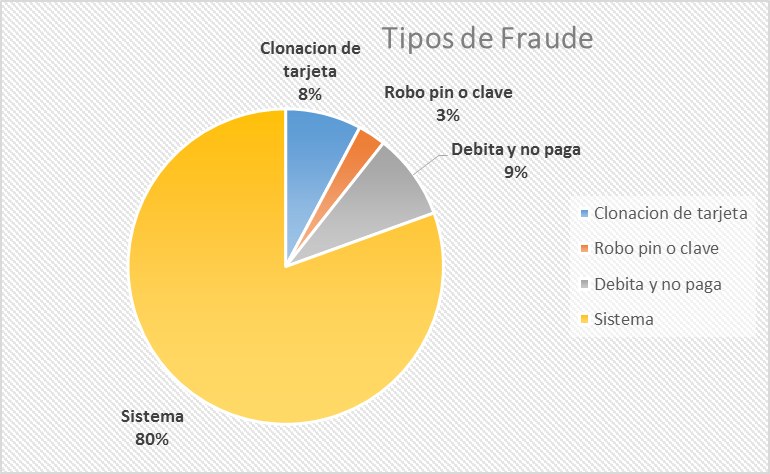 Tipos de Fraude
Clonacion de
tarjeta
8%
Robo pin o clave
3%
Debita y no paga
9%
Sistema
80%
Clonacion de tarjeta
Robo pin o clave
Debita y no paga
Sistema